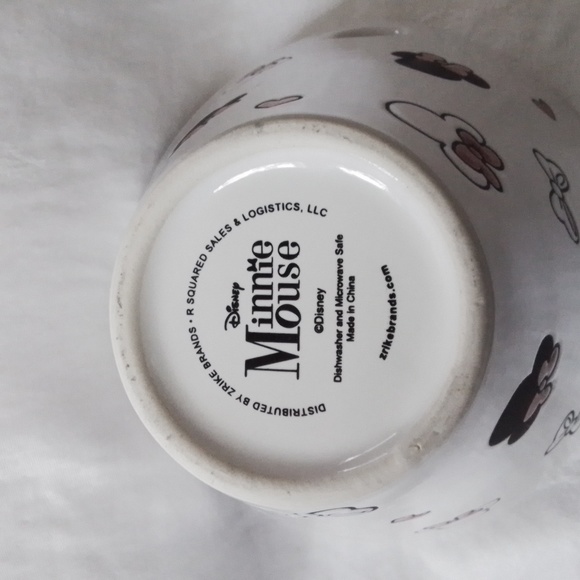 DISTRIBUTED BY ZRIKE BRANDS • R SQUARED SALES & LOGISTICS, LLC
Disney
Minnie
Mouse
©Disney
Dishwasher and Microwave Safe
Made in China
zrikebrands.com